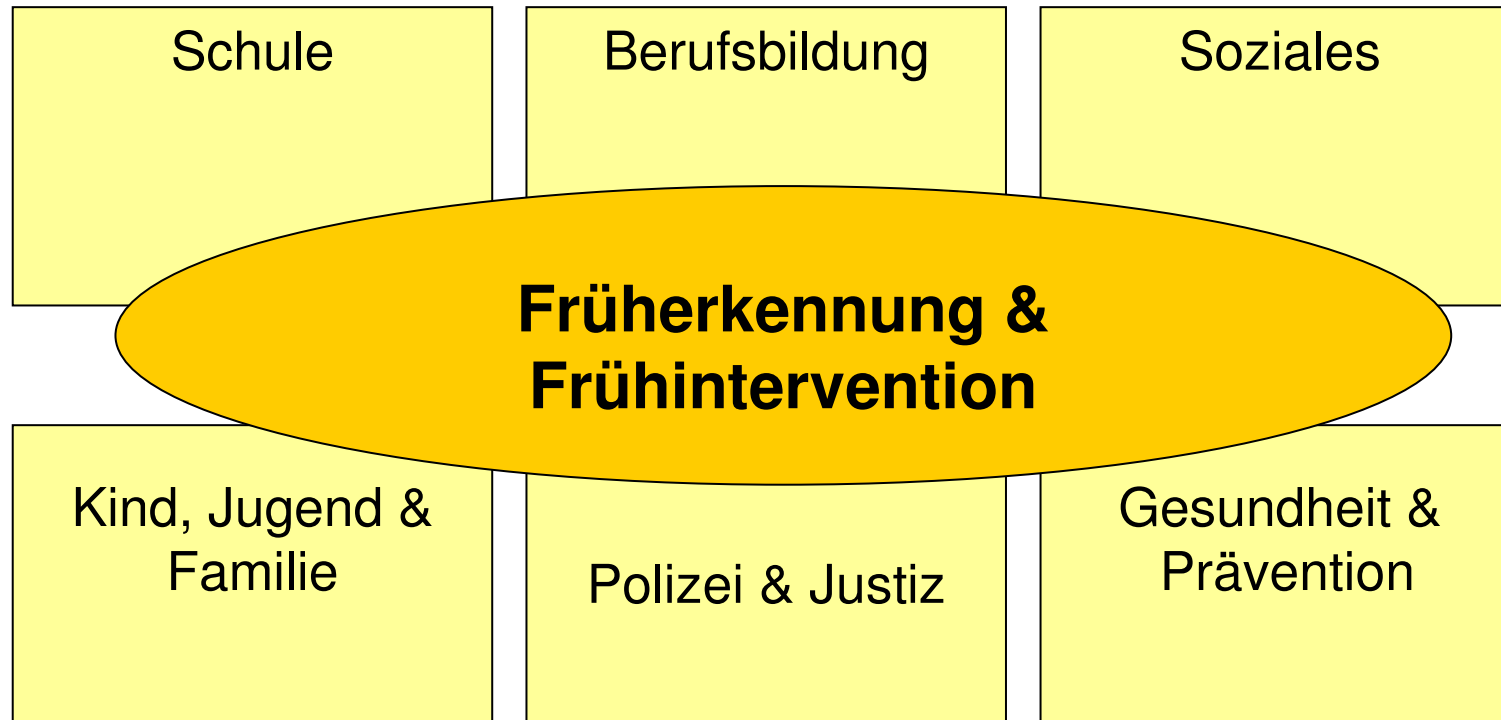 Schule
Berufsbildung
Soziales
Früherkennung &
Frühintervention
Kind, Jugend &
Familie
Polizei & Justiz
Gesundheit &
Prävention